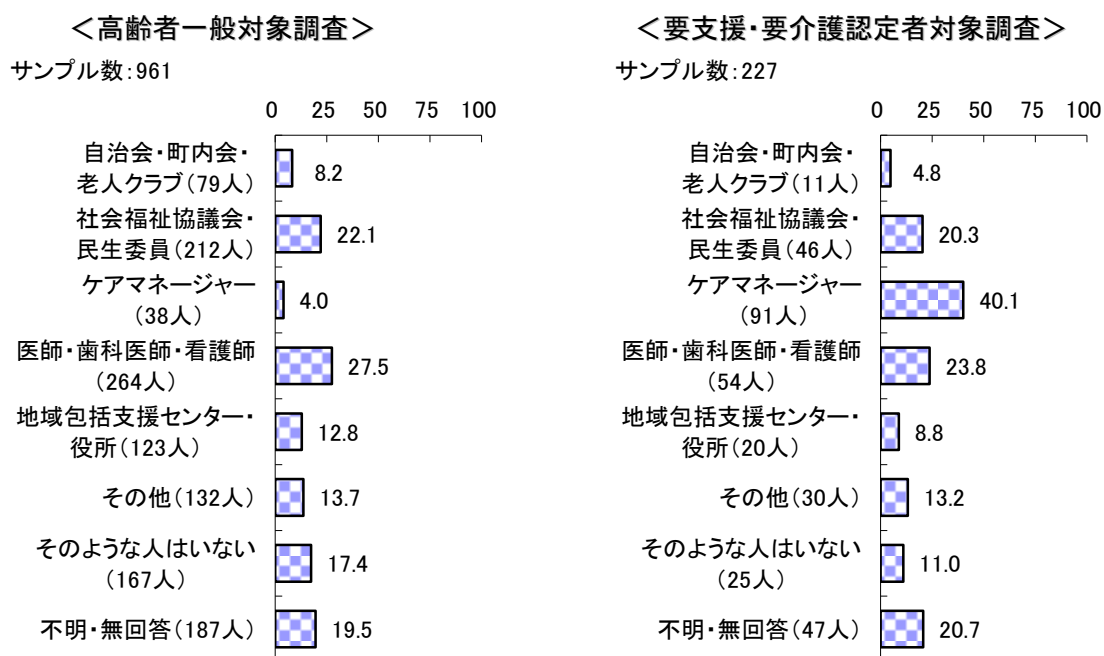 ＜高齢者一般対象調査＞
サンプル数：961
0 25 50 75 100
自治会・町内会・
老人クラブ（79人）
8.2
社会福祉協議会・
民生委員（212人）
22.1
ケアマネージャー
（38人）
4.0
医師・歯科医師・看護師
（264人）
27.5
地域包括支援センター・
役所（123人）
12.8
その他（132人）
13.7
そのような人はいない
（167人）
17.4
不明・無回答（187人）
19.5
＜要支援・要介護認定者対象調査＞
サンプル数：227
0 25 50 75 100
自治会・町内会・
老人クラブ（11人）
4.8
社会福祉協議会・
民生委員（46人）
20.3
ケアマネージャー
（91人）
40.1
医師・歯科医師・看護師
（54人）
23.8
地域包括支援センター・
役所（20人）
8.8
その他（30人）
13.2
そのような人はいない
（25人）
11.0
不明・無回答（47人）
20.7